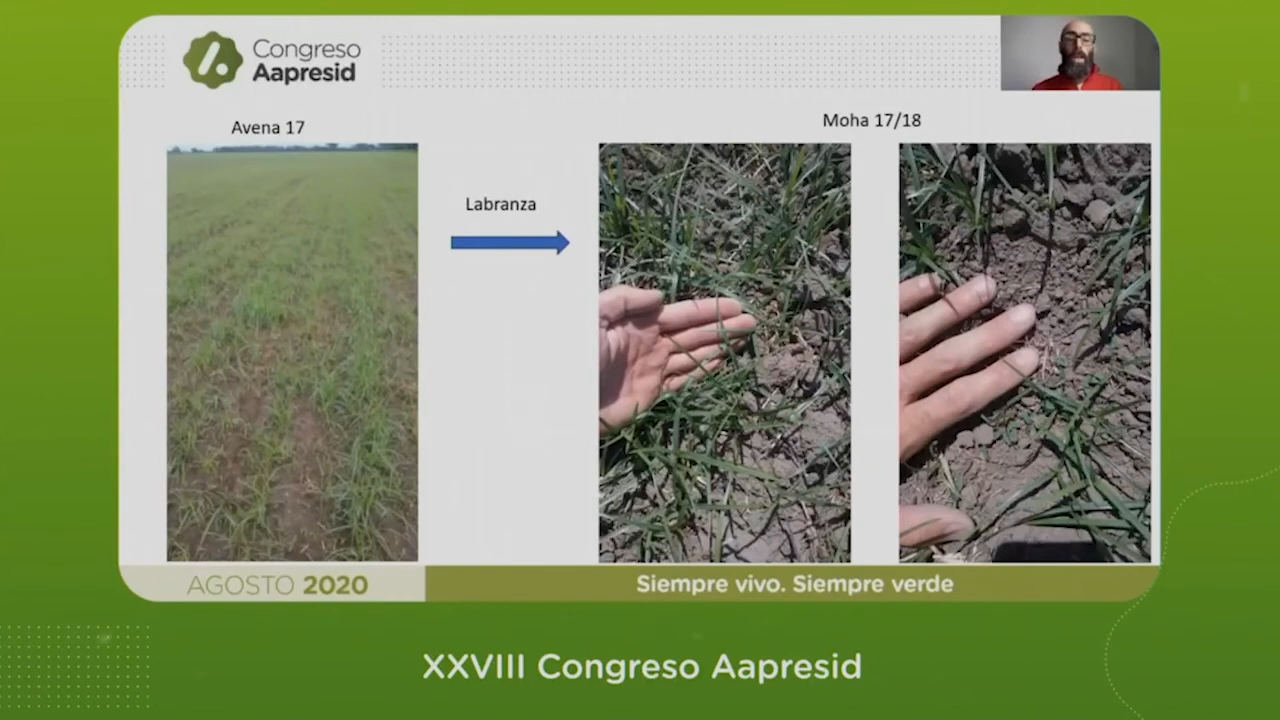 Congreso
Aapresid
Avena 17
Moha 17/18
Labranza
AGOSTO 2020
Siempre vivo. Siempre verde
XXVIII Congreso Aapresid